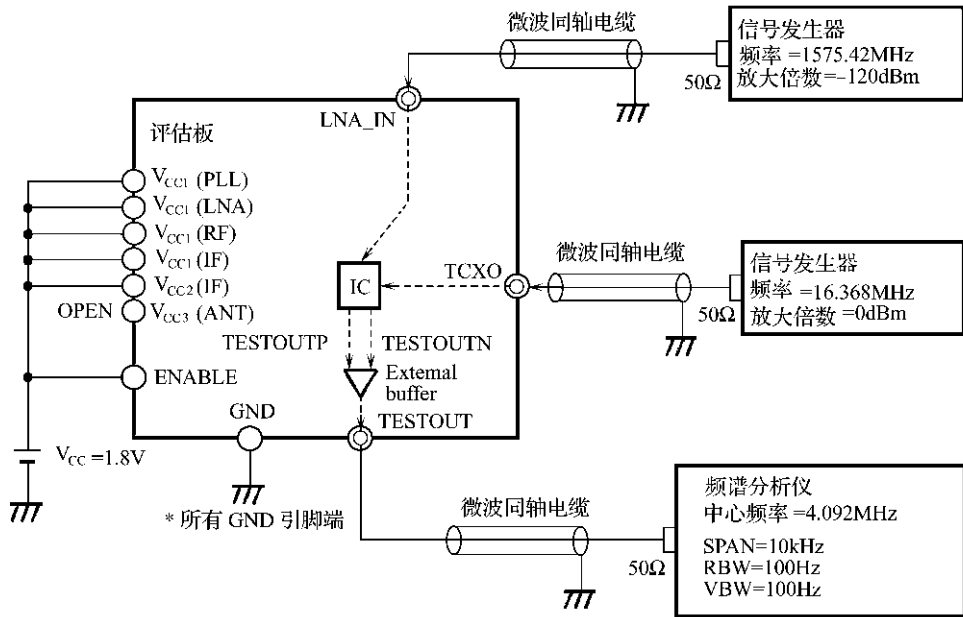 微波同轴电缆
信号发生器
频率 =1575.42MHz
放大倍数=-120dBm
50Ω
LNA_IN
评估板
VCC1 (PLL)
VCC1 (LNA)
VCC1 (RF)
VCC1 (IF)
VCC2 (IF)
OPEN
VCC3 (ANT)
ENABLE
IC
TCXO
微波同轴电缆
信号发生器
频率 =16.368MHz
放大倍数 =0dBm
50Ω
TESTOUTP
TESTOUTN
External
buffer
TESTOUT
GND
VCC =1.8V
* 所有 GND 引脚端
微波同轴电缆
50Ω
频谱分析仪
中心频率 =4.092MHz
SPAN=10kHz
RBW=100Hz
VBW=100Hz